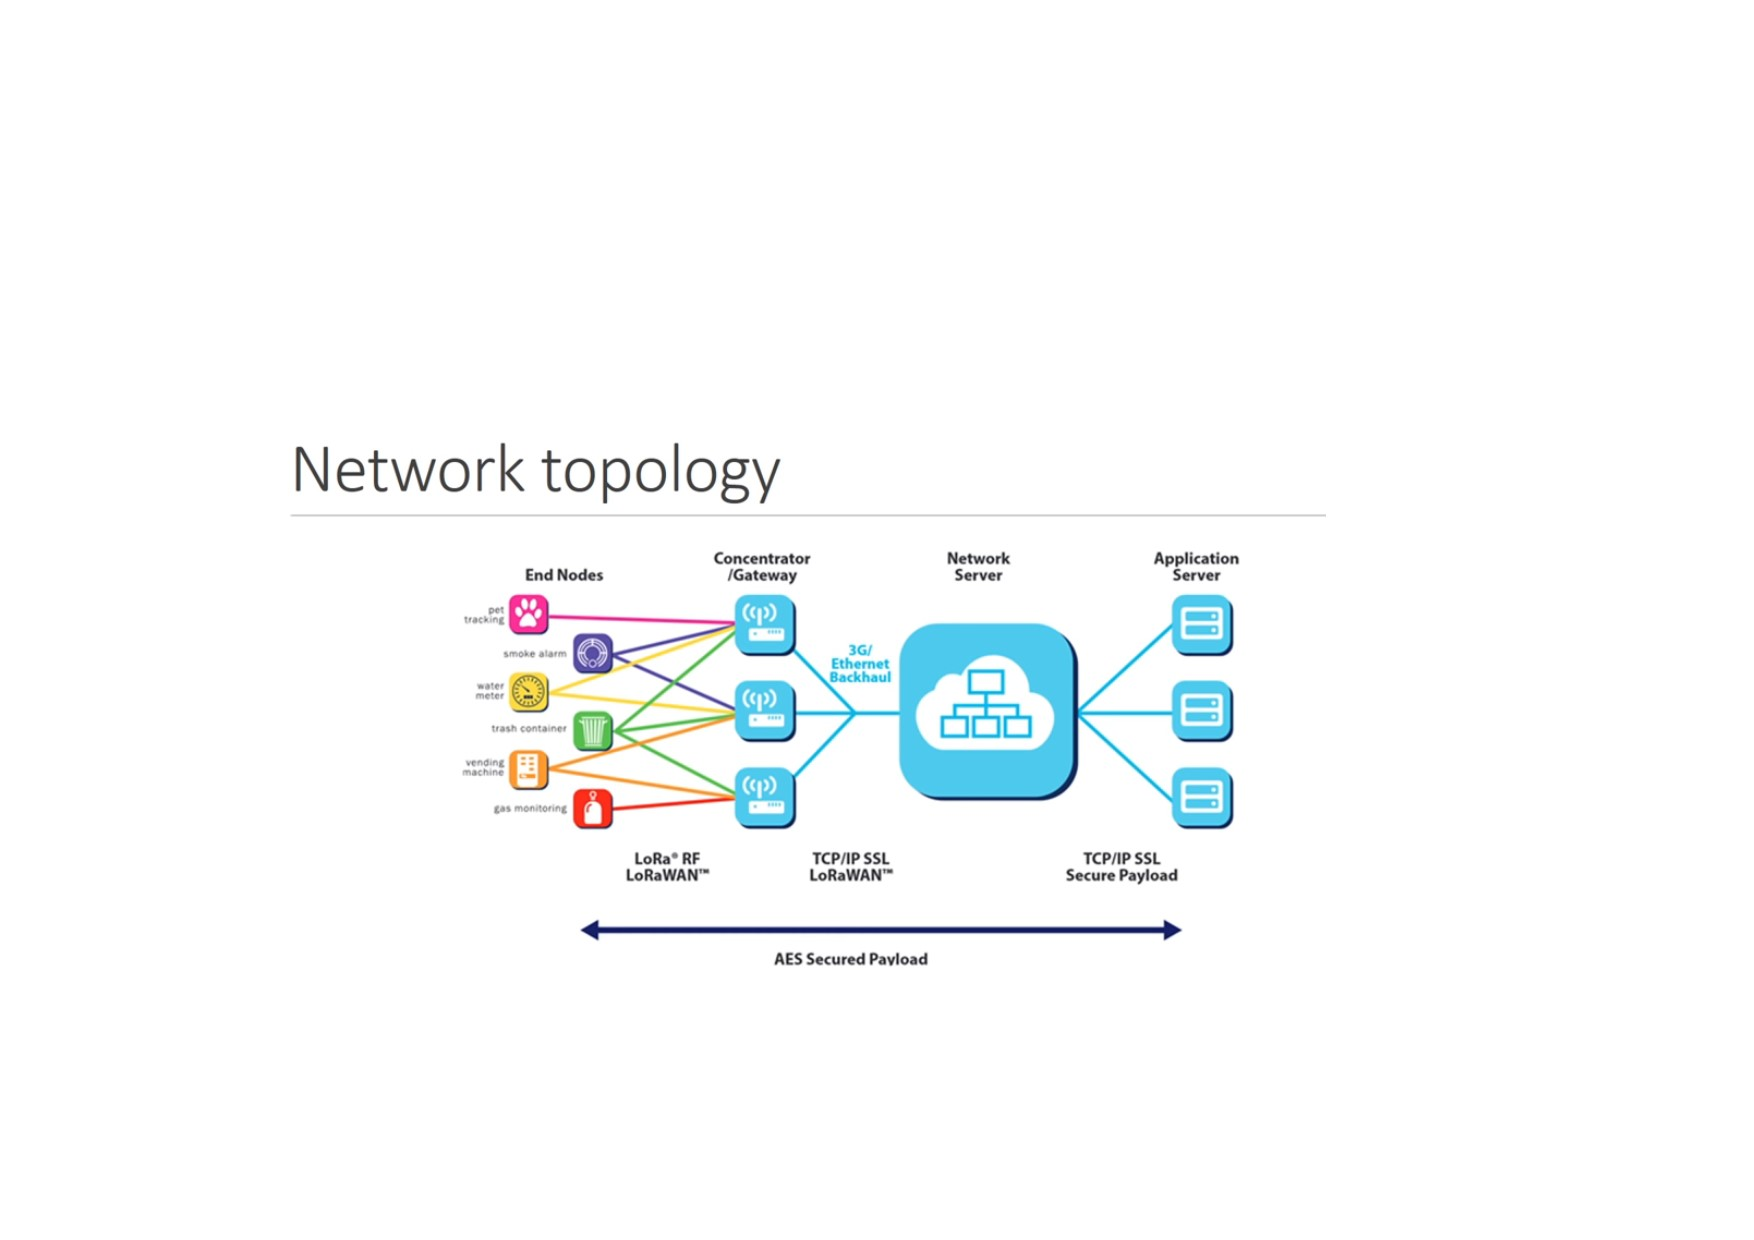 Network topology
End Nodes
Concentrator
/Gateway
Network
Server
Application
Server
pet
tracking
smoke alarm
water
meter
trash container
vending
machine
gas monitoring
3G/
Ethernet
Backhaul
LoRa® RF
LoRaWAN™
TCP/IP SSL
LoRaWAN™
TCP/IP SSL
Secure Payload
AES Secured Payload